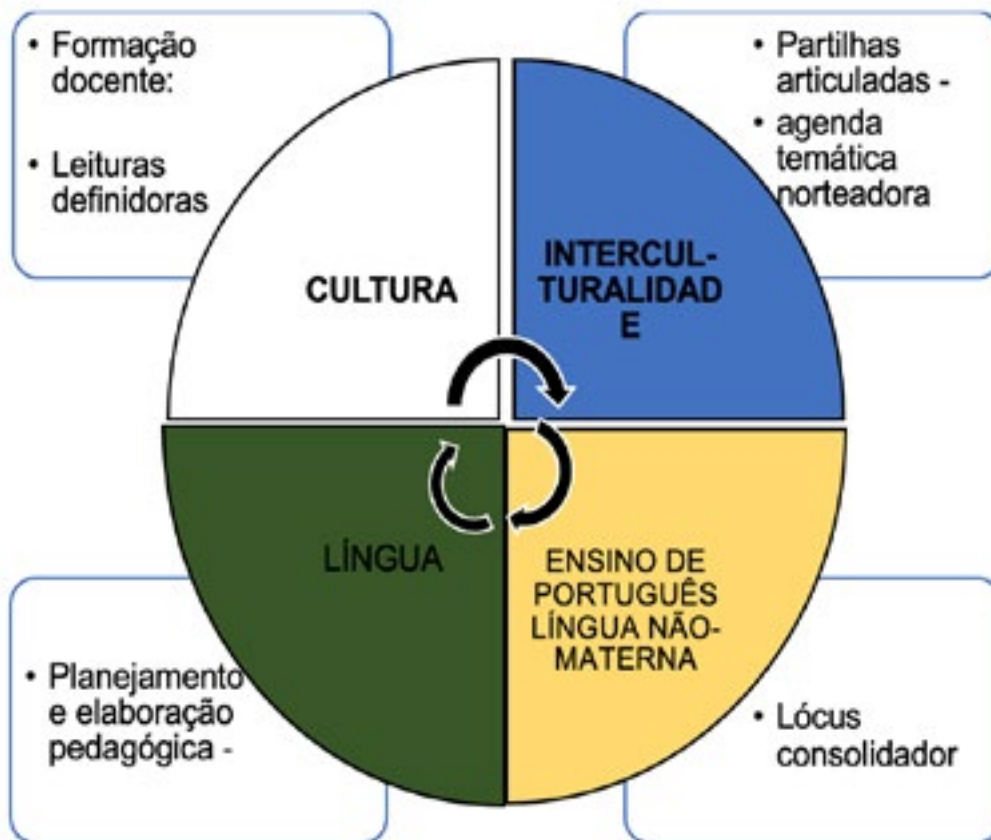 • Formação
docente:
• Leituras
definidoras
• Partilhas
articuladas -
• agenda
temática
norteadora
CULTURA
INTERCUL-
TURALIDAD
E
LÍNGUA
ENSINO DE
PORTUGUÊS
LÍNGUA NÃO-
MATERNA
• Planejamento
e elaboração
pedagógica -
• Lócus
consolidador